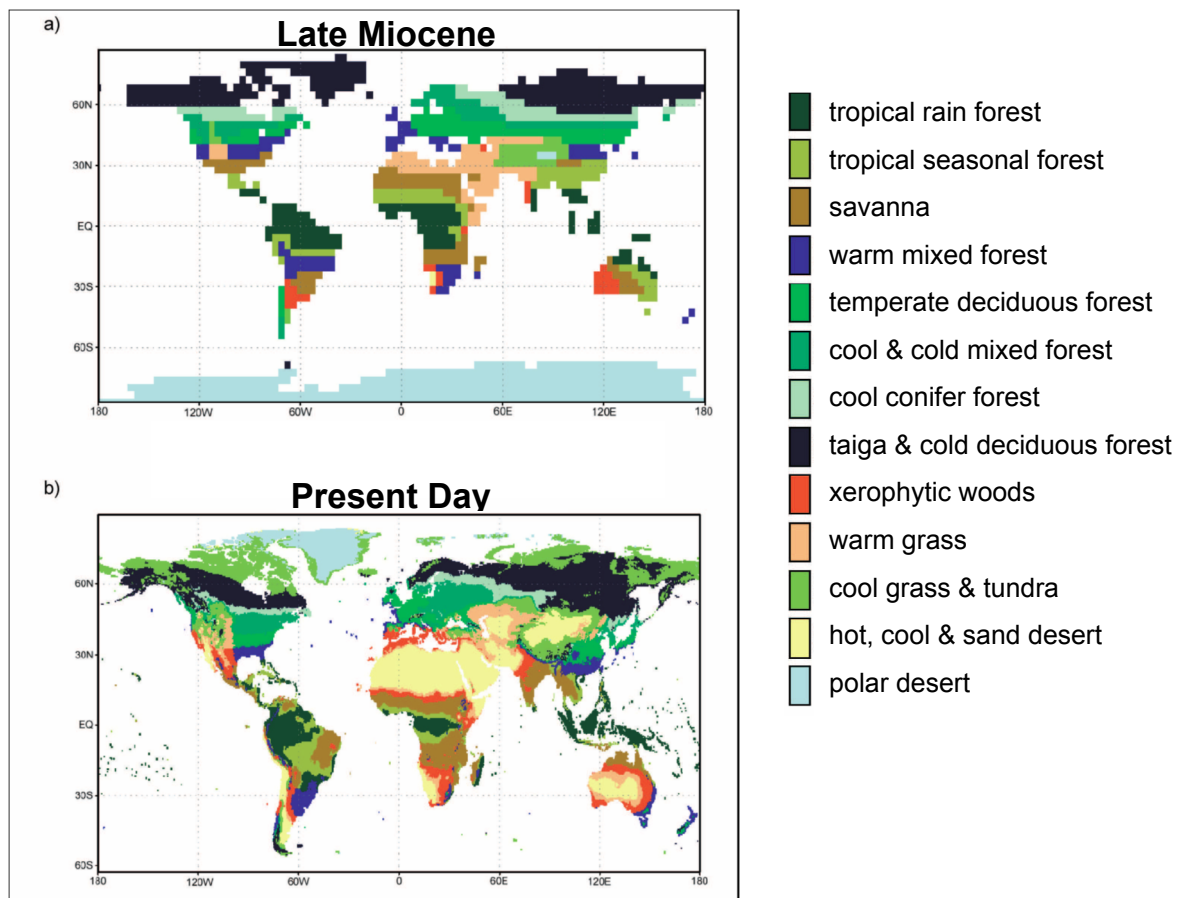 a)
Late Miocene
60N
30N
EQ
30S
60S
180 120W 60W 0 60E 120E 180
b)
Present Day
60N
30N
EQ
30S
60S
180 120W 60W 0 60E 120E 180
tropical rain forest
tropical seasonal forest
savanna
warm mixed forest
temperate deciduous forest
cool & cold mixed forest
cool conifer forest
taiga & cold deciduous forest
xerophytic woods
warm grass
cool grass & tundra
hot, cool & sand desert
polar desert